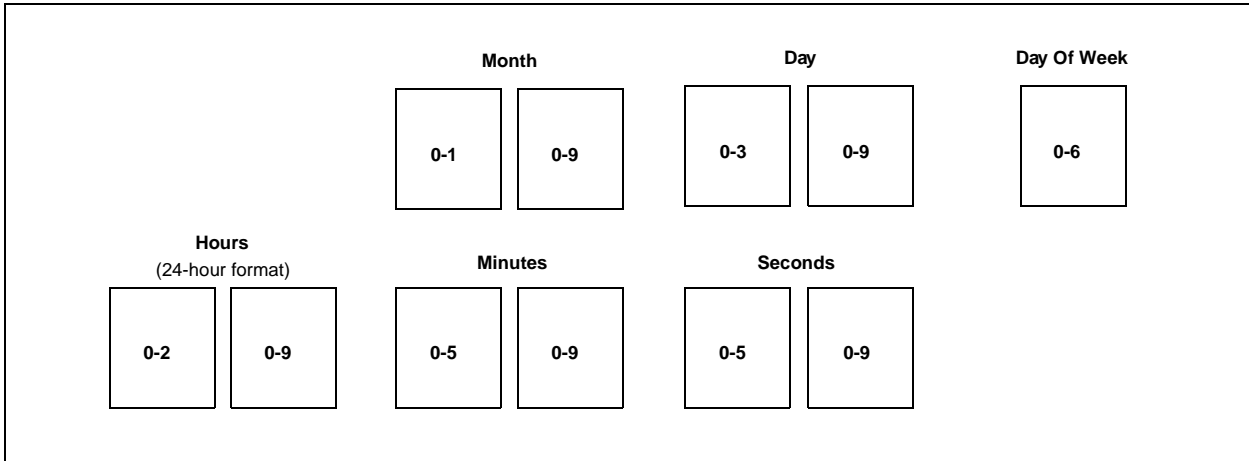 Month Day Day Of Week
0-1 0-9 0-3 0-9 0-6
Hours
(24-hour format) Minutes Seconds
0-2 0-9 0-5 0-9 0-5 0-9